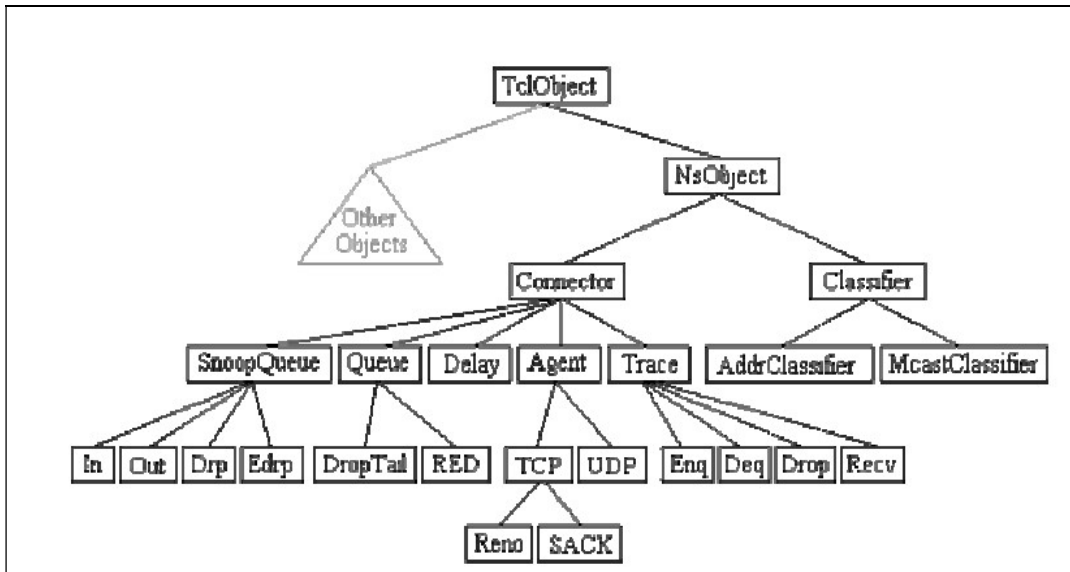 TclObject
NsObject
Other
Objects
Connector
Classifier
SnoopQueue
Queue
Delay
Agent
Trace
AddrClassifier
McastClassifier
In
Out
Drp
Edrp
DropTail
RED
TCP
UDP
Enq
Deq
Drop
Recv
Reno
SACK